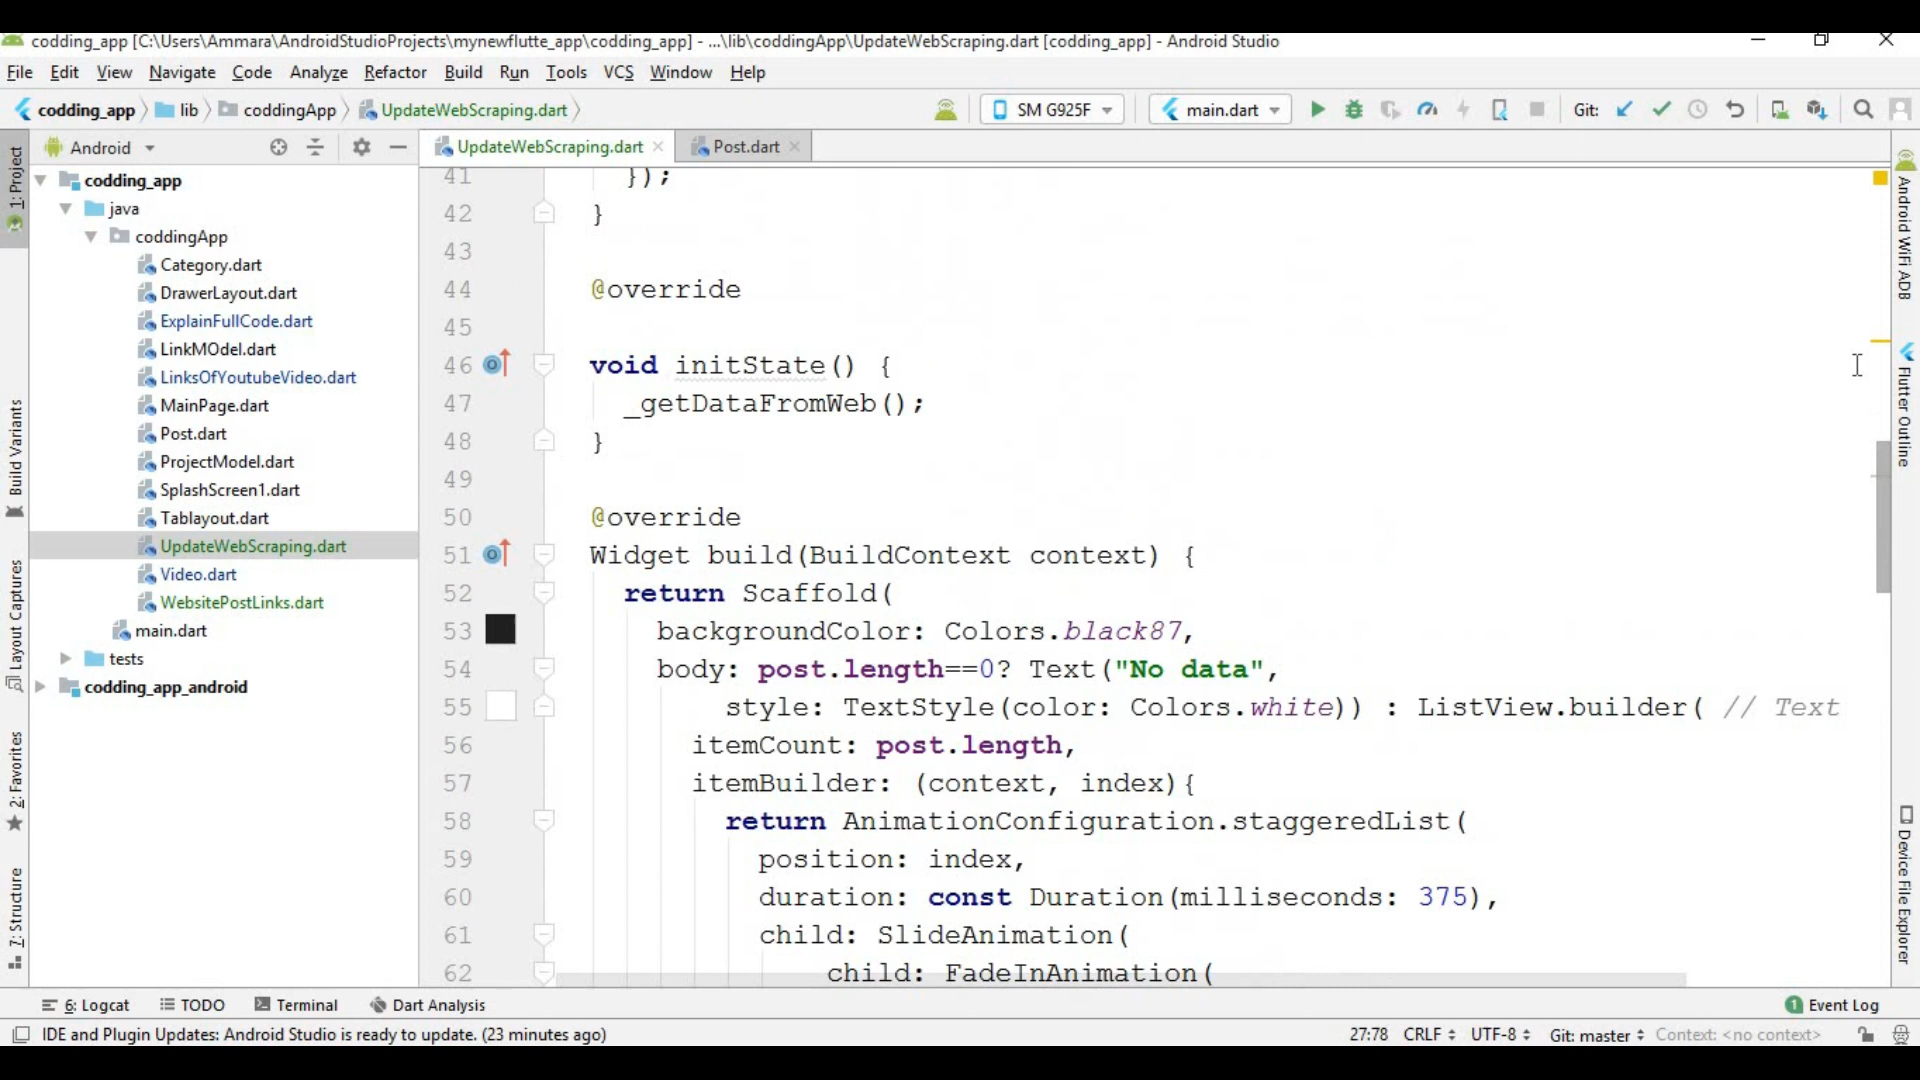 codding_app [C:\Users\Ammara\AndroidStudioProjects\mynewflutte_app\codding_app] - ...\lib\coddingApp\UpdateWebScraping.dart [codding_app] - Android Studio
File Edit View Navigate Code Analyze Refactor Build Run Tools VCS Window Help
codding_app lib coddingApp UpdateWebScraping.dart SM G925F main.dart Git:
1: Project
Build Variants
Layout Captures
2: Favorites
7: Structure
Android
codding_app
java
coddingApp
Category.dart
DrawerLayout.dart
ExplainFullCode.dart
LinkMOdel.dart
LinksOfYoutubeVideo.dart
MainPage.dart
Post.dart
ProjectModel.dart
SplashScreen1.dart
Tablayout.dart
UpdateWebScraping.dart
Video.dart
WebsitePostLinks.dart
main.dart
tests
codding_app_android
UpdateWebScraping.dart Post.dart
41 });
42 }
43
44 @override
45
46 void initState() {
47 _getDataFromWeb();
48 }
49
50 @override
51 Widget build(BuildContext context) {
52 return Scaffold(
53 backgroundColor: Colors.black87,
54 body: post.length==0? Text("No data",
55 style: TextStyle(color: Colors.white)) : ListView.builder( // Text
56 itemCount: post.length,
57 itemBuilder: (context, index){
58 return AnimationConfiguration.staggeredList(
59 position: index,
60 duration: const Duration(milliseconds: 375),
61 child: SlideAnimation(
62 child: FadeInAnimation(
Android WiFi ADB
Flutter Outline
Device File Explorer
6: Logcat TODO Terminal Dart Analysis 1 Event Log
IDE and Plugin Updates: Android Studio is ready to update. (23 minutes ago) 27:78 CRLF UTF-8 Git: master Context: <no context>